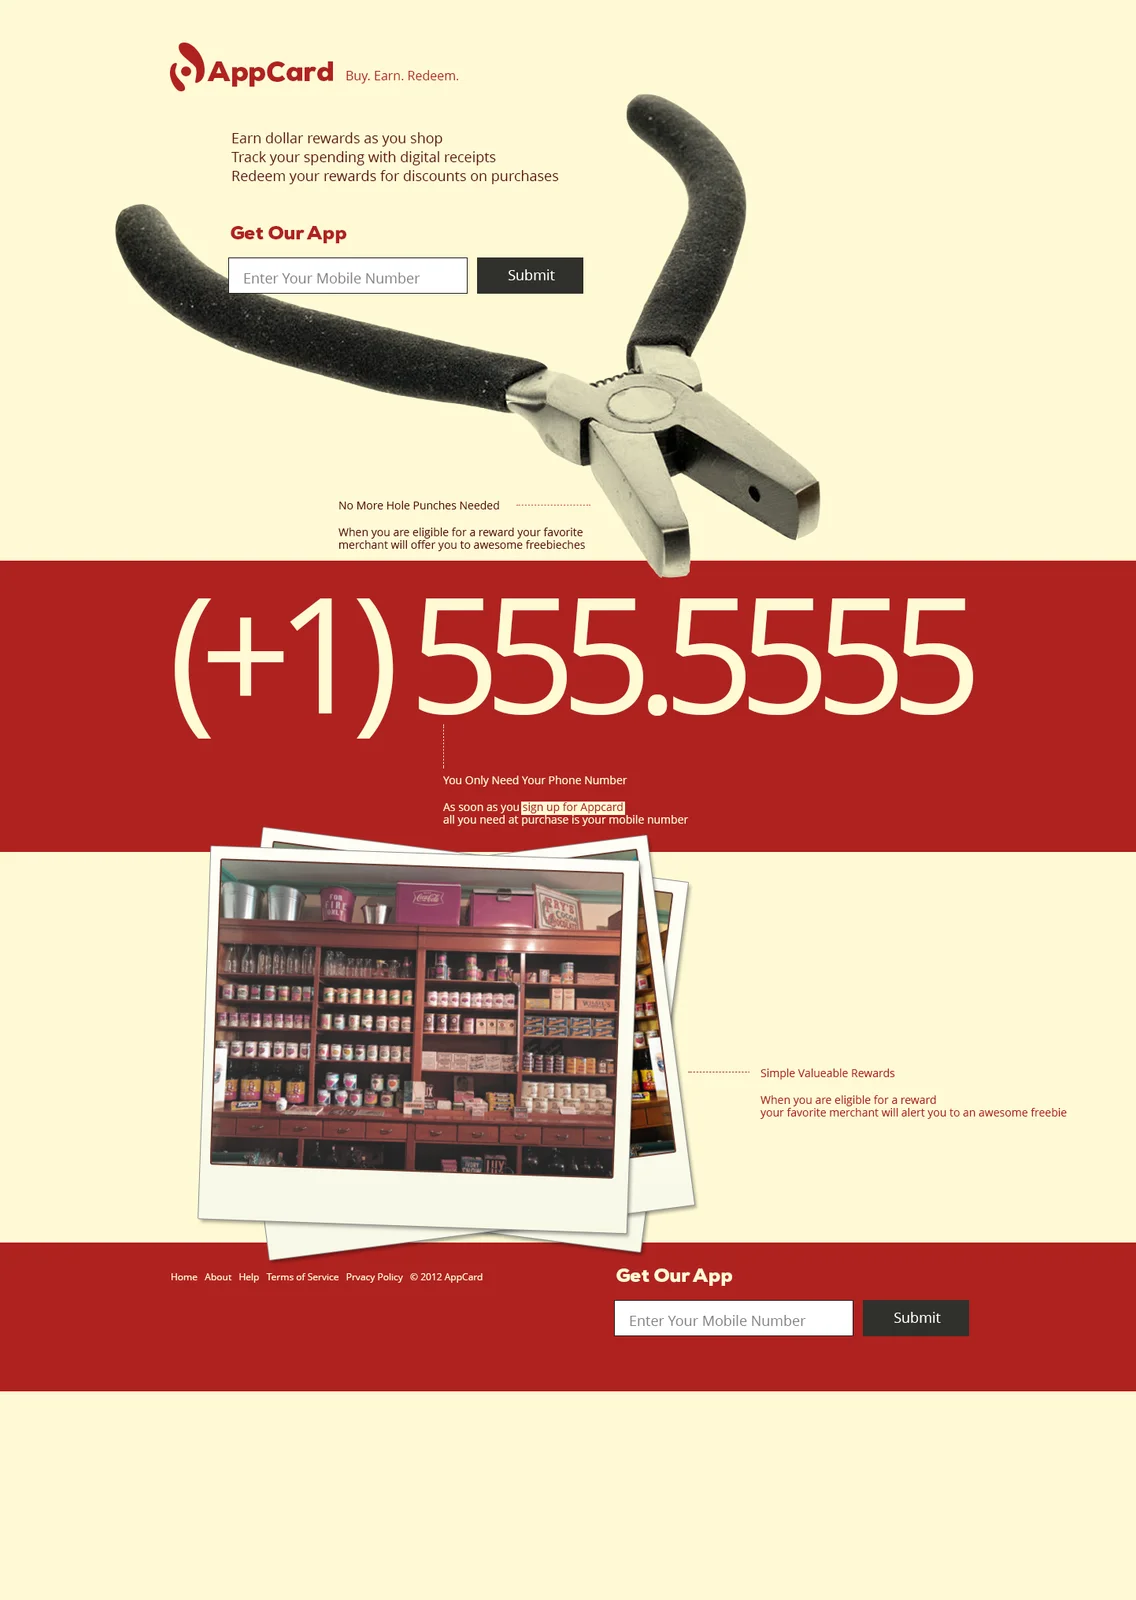 AppCard Buy. Earn. Redeem.
Earn dollar rewards as you shop
Track your spending with digital receipts
Redeem your rewards for discounts on purchases
Get Our App
Enter Your Mobile Number Submit
No More Hole Punches Needed
When you are eligible for a reward your favorite
merchant will offer you to awesome freebieches
(+1) 555.5555
You Only Need Your Phone Number
As soon as you sign up for Appcard
all you need at purchase is your mobile number
FOR
FIRE
ONLY
Coca-Cola
LUX
Simple Valueable Rewards
When you are eligible for a reward
your favorite merchant will alert you to an awesome freebie
Home About Help Terms of Service Prvacy Policy © 2012 AppCard
Get Our App
Enter Your Mobile Number Submit